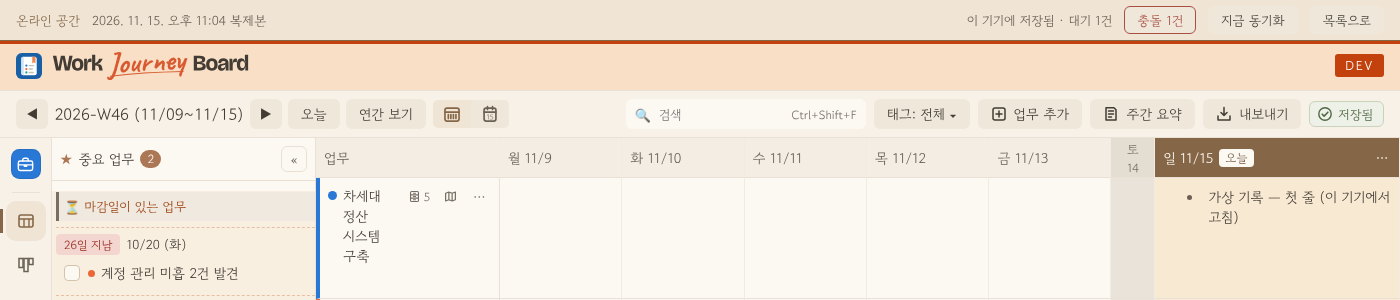 온라인 공간 2026. 11. 15. 오후 11:04 복제본 이 기기에 저장됨 · 대기 1건 충돌 1건 지금 동기화 목록으로
Work Journey Board DEV
◀ 2026-W46 (11/09~11/15) ▶ 오늘 연간 보기 검색 Ctrl+Shift+F 태그: 전체 업무 추가 주간 요약 내보내기 저장됨
★ 중요 업무 2 « 업무 월 11/9 화 11/10 수 11/11 목 11/12 금 11/13 토 14 일 11/15 오늘 ...
마감일이 있는 업무
26일 지남 10/20 (화)
계정 관리 미흡 2건 발견
차세대 5 ...
정산
시스템
구축
• 가상 기록 — 첫 줄 (이 기기에서
고침)